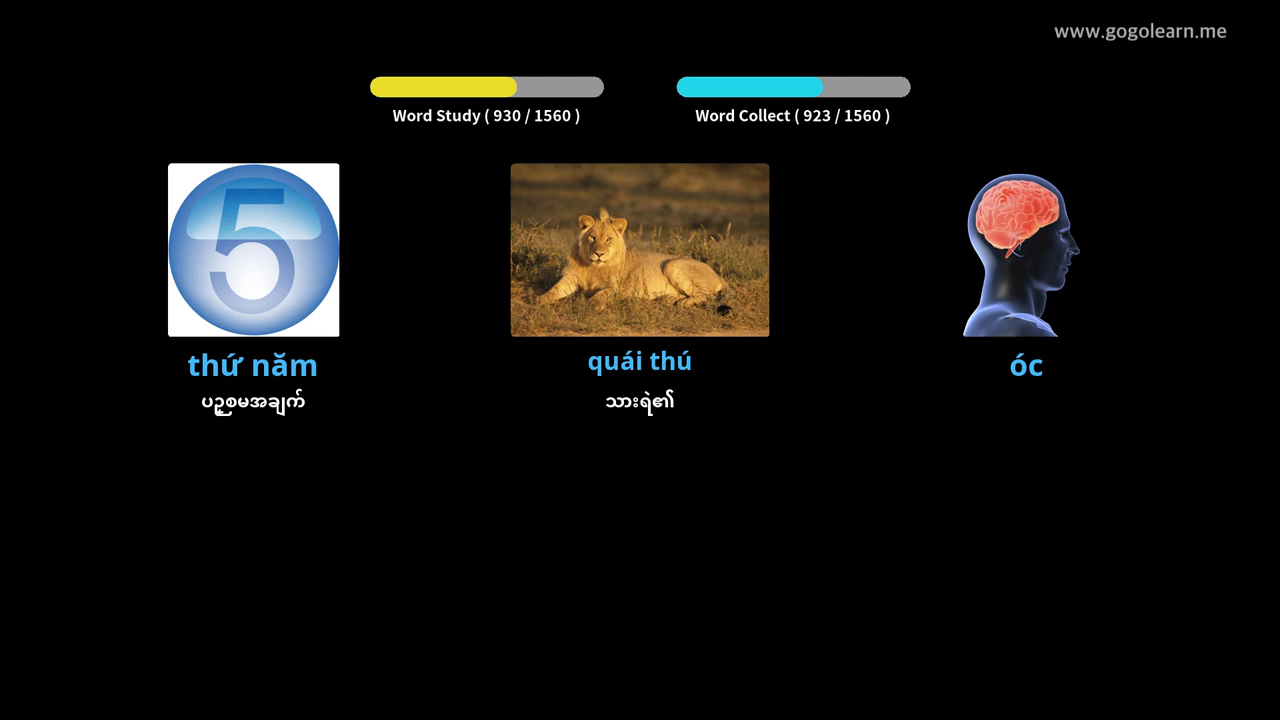 www.gogolearn.me
Word Study ( 930 / 1560 )
Word Collect ( 923 / 1560 )
5
thứ năm
quái thú
óc
ပဉ္စမအချက်
သားရဲ၏